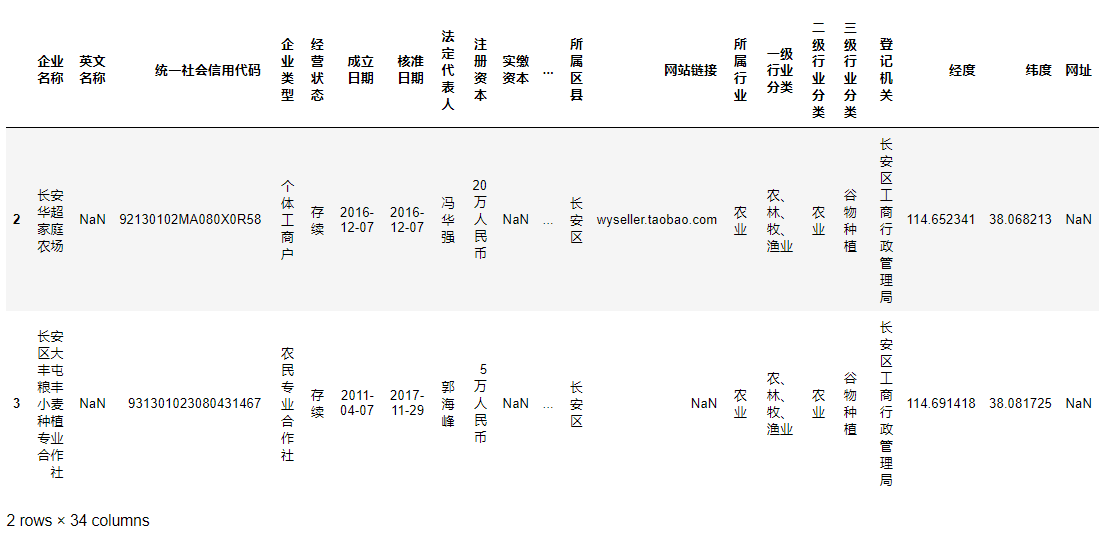 企业名称 英文名称 统一社会信用代码 企业类型 经营状态 成立日期 核准日期 法定代表人 注册资本 实缴资本 ... 所属区县 网站链接 所属行业 一级行业分类 二级行业分类 三级行业分类 登记机关 经度 纬度 网址
2 长安华超家庭农场 NaN 92130102MA080X0R58 个体工商户 存续 2016-12-07 2016-12-07 冯华强 20万人民币 NaN ... 长安区 wyseller.taobao.com 农业 农、林、牧、渔业 农业 谷物种植 长安区工商行政管理局 114.652341 38.068213 NaN
3 长安区大丰屯粮丰小麦种植专业合作社 NaN 931301023080431467 农民专业合作社 存续 2011-04-07 2017-11-29 郭海峰 5万人民币 NaN ... 长安区 NaN 农业 农、林、牧、渔业 农业 谷物种植 长安区工商行政管理局 114.691418 38.081725 NaN
2 rows × 34 columns